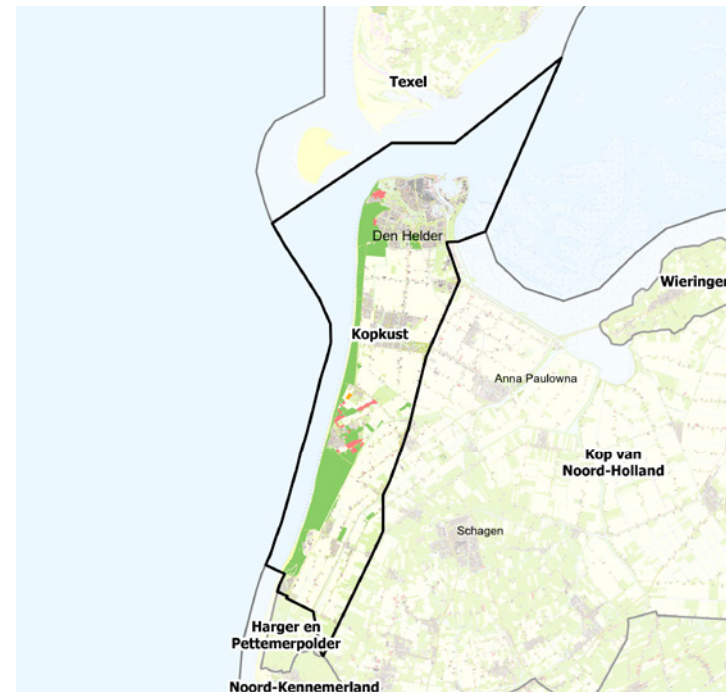 Texel
Den Helder
Wieringen
Kopkust
Anna Paulowna
Kop van
Noord-Holland
Schagen
Harger en
Pettemerpolder
Noord-Kennemerland